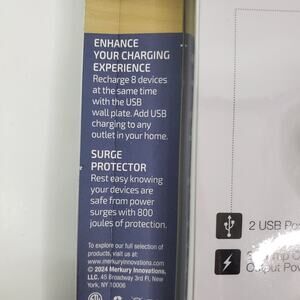 ENHANCE
YOUR CHARGING
EXPERIENCE
Recharge 8 devices
at the same time
with the USB
wall plate. Add USB
charging to any
outlet in your home.
SURGE
PROTECTOR
Rest easy knowing
your devices are
safe from power
surges with 800
joules of protection.
To explore our full selection of
products, visit us at:
www.merkuryinnovations.com
© 2024 Merkury Innovations,
LLC. 45 Broadway 3rd Fl, New
York, NY 10006
2 USB
Output